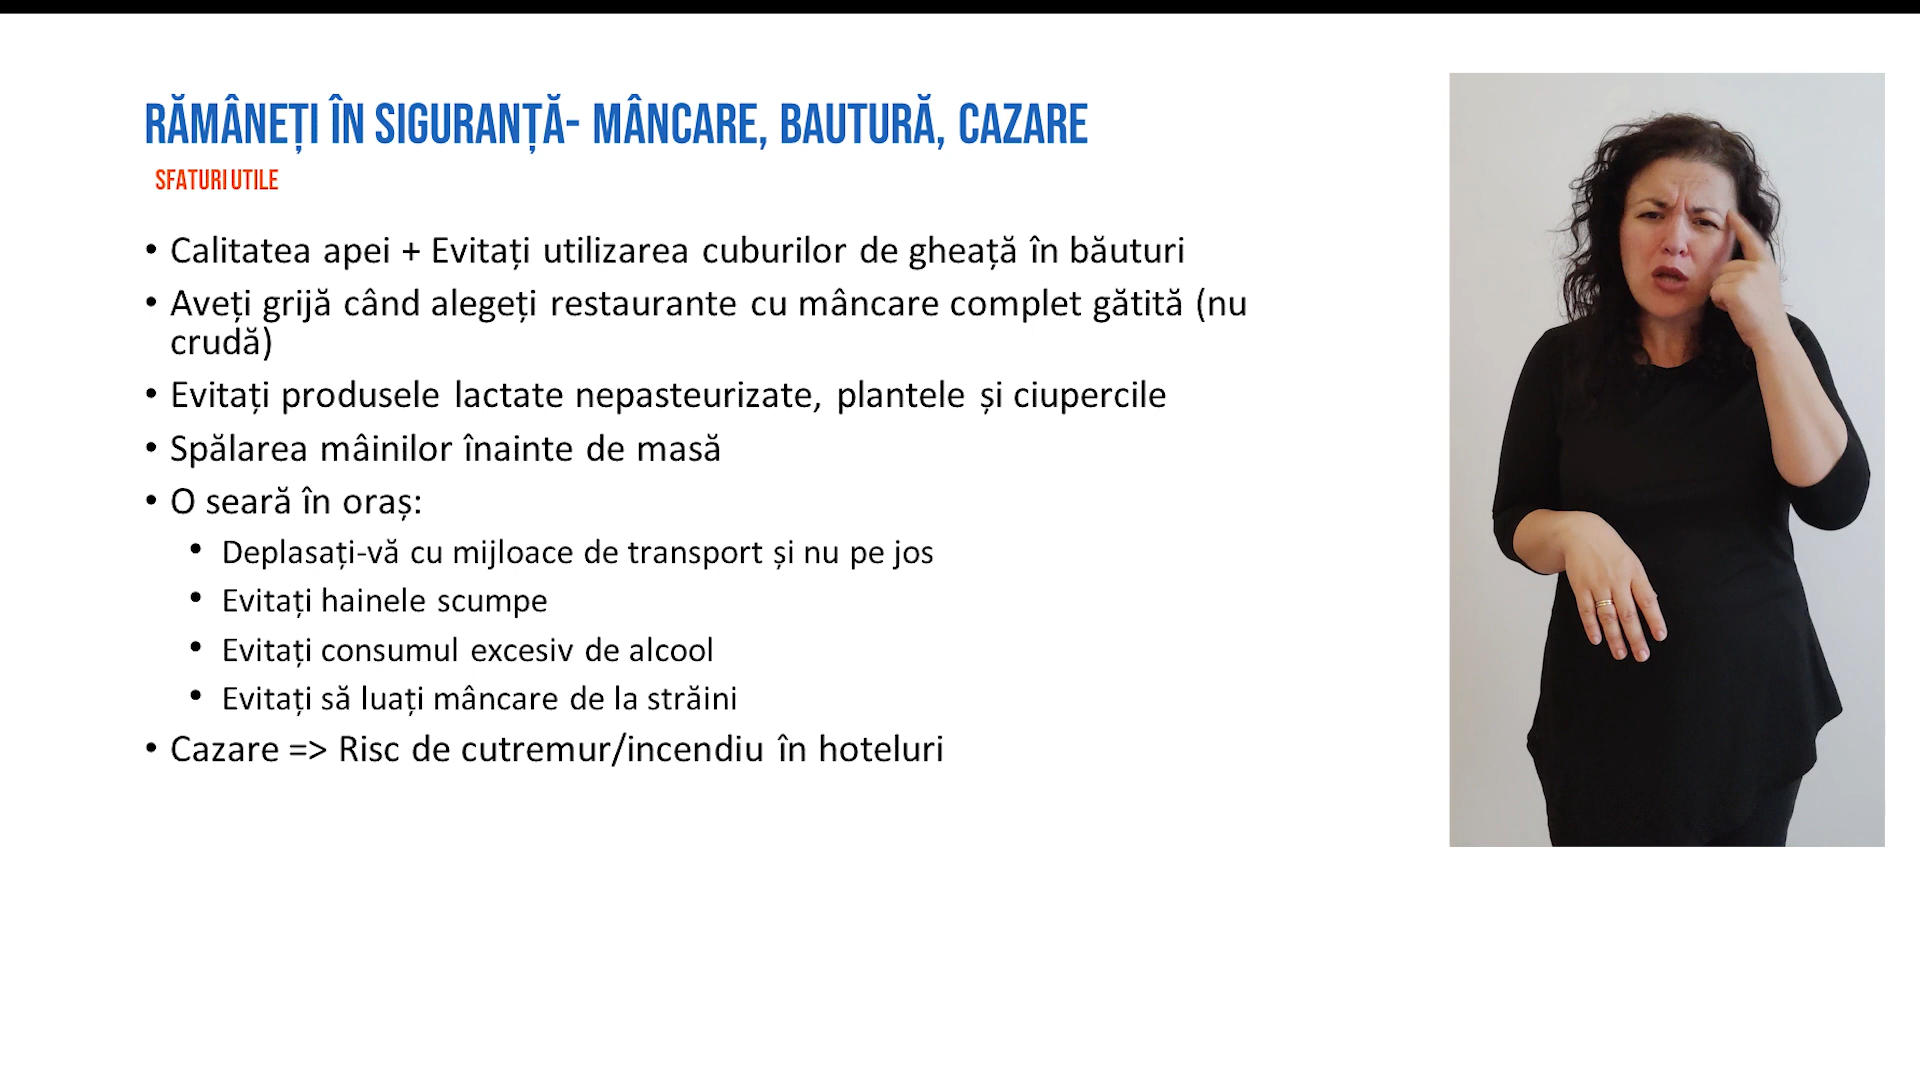 RĂMÂNEȚI ÎN SIGURANȚĂ- MÂNCARE, BAUTURĂ, CAZARE
SFATURI UTILE
• Calitatea apei + Evitați utilizarea cuburilor de gheață în băuturi
• Aveți grijă când alegeți restaurante cu mâncare complet gătită (nu
crudă)
• Evitați produsele lactate nepasteurizate, plantele și ciupercile
• Spălarea mâinilor înainte de masă
• O seară în oraș:
• Deplasați-vă cu mijloace de transport și nu pe jos
• Evitați hainele scumpe
• Evitați consumul excesiv de alcool
• Evitați să luați mâncare de la străini
• Cazare => Risc de cutremur/incendiu în hoteluri